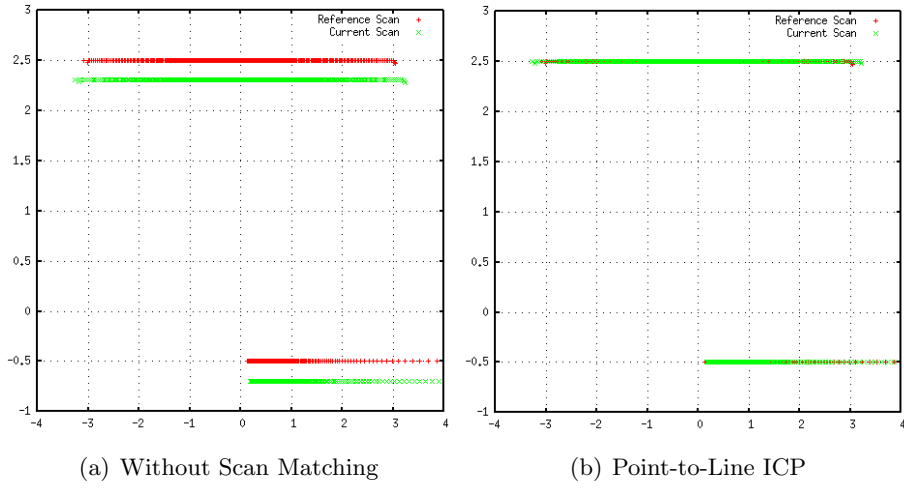 Reference Scan
Current Scan
3
2.5
2
1.5
1
0.5
0
-0.5
-1
-4 -3 -2 -1 0 1 2 3 4
(a) Without Scan Matching
Reference Scan
Current Scan
3
2.5
2
1.5
1
0.5
0
-0.5
-1
-4 -3 -2 -1 0 1 2 3 4
(b) Point-to-Line ICP